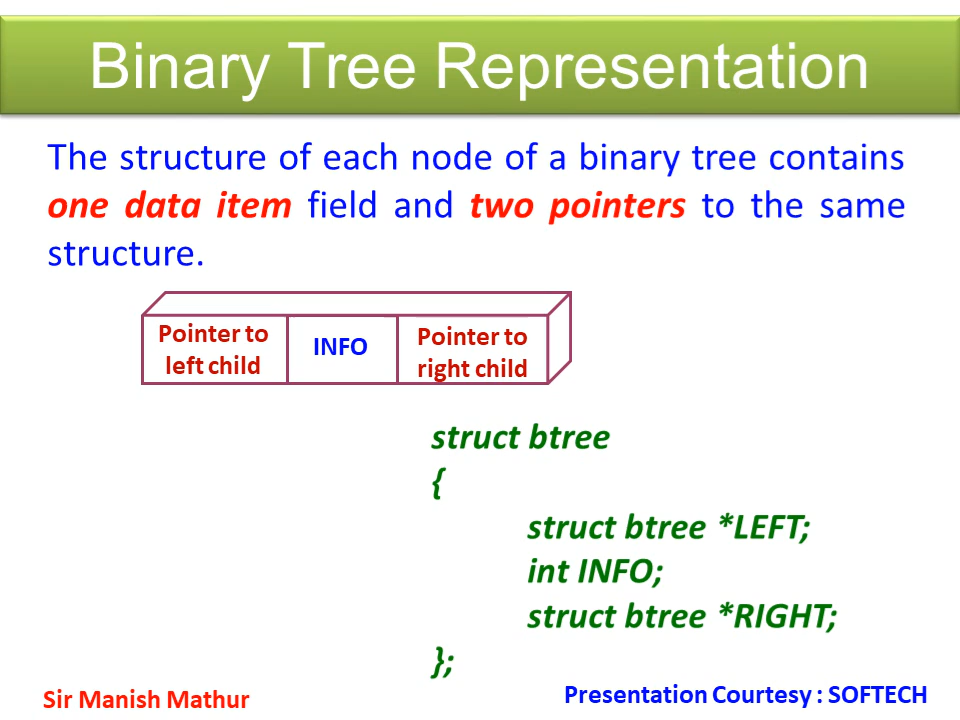 Binary Tree Representation
The structure of each node of a binary tree contains
one data item field and two pointers to the same
structure.
Pointer to
left child
INFO
Pointer to
right child
struct btree
{
struct btree *LEFT;
int INFO;
struct btree *RIGHT;
};
Sir Manish Mathur
Presentation Courtesy : SOFTECH